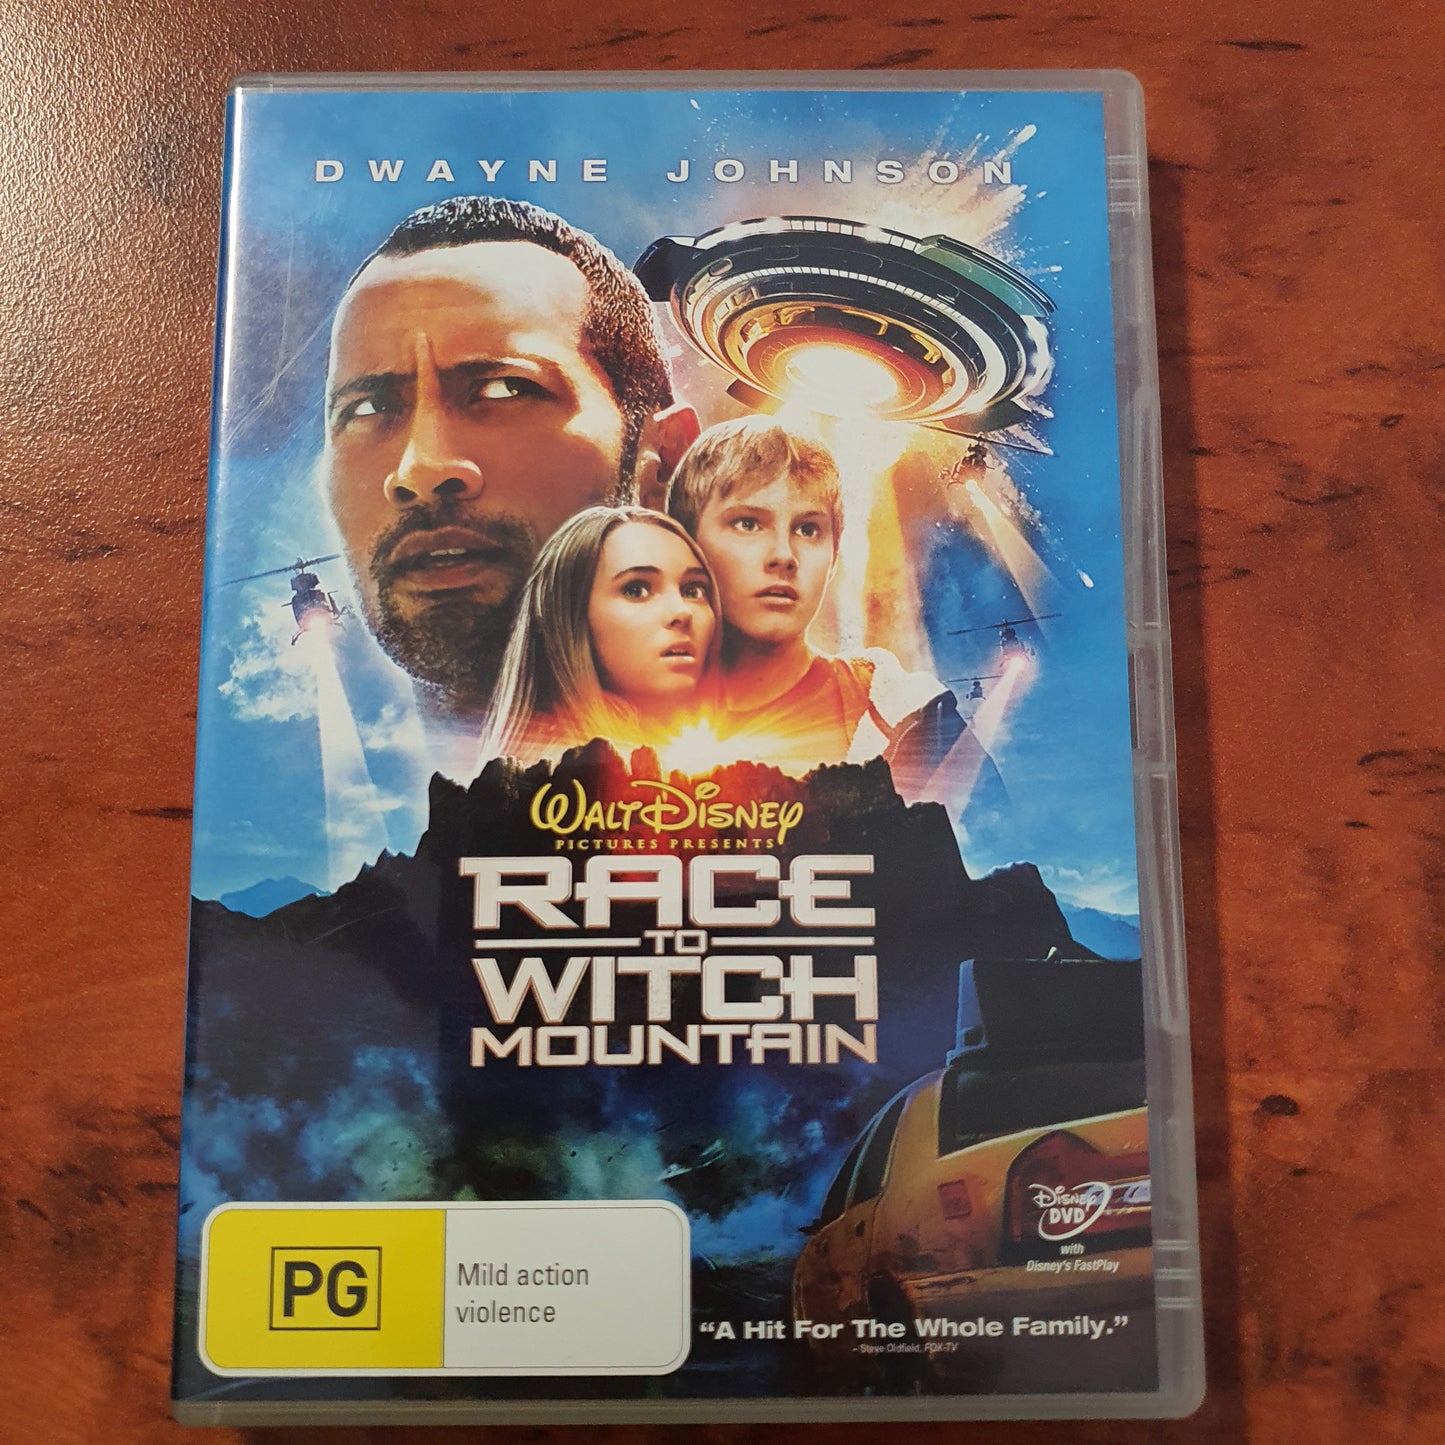 DWAYNE JOHNSON
WALT DISNEY
PICTURES PRESENTS
RACE
TO
WITCH
MOUNTAIN
PG
Mild action
violence
DISNEY
DVD
with
Disney's FastPlay
“A Hit For The Whole Family.”
– Steve Oldfield, FOX-TV